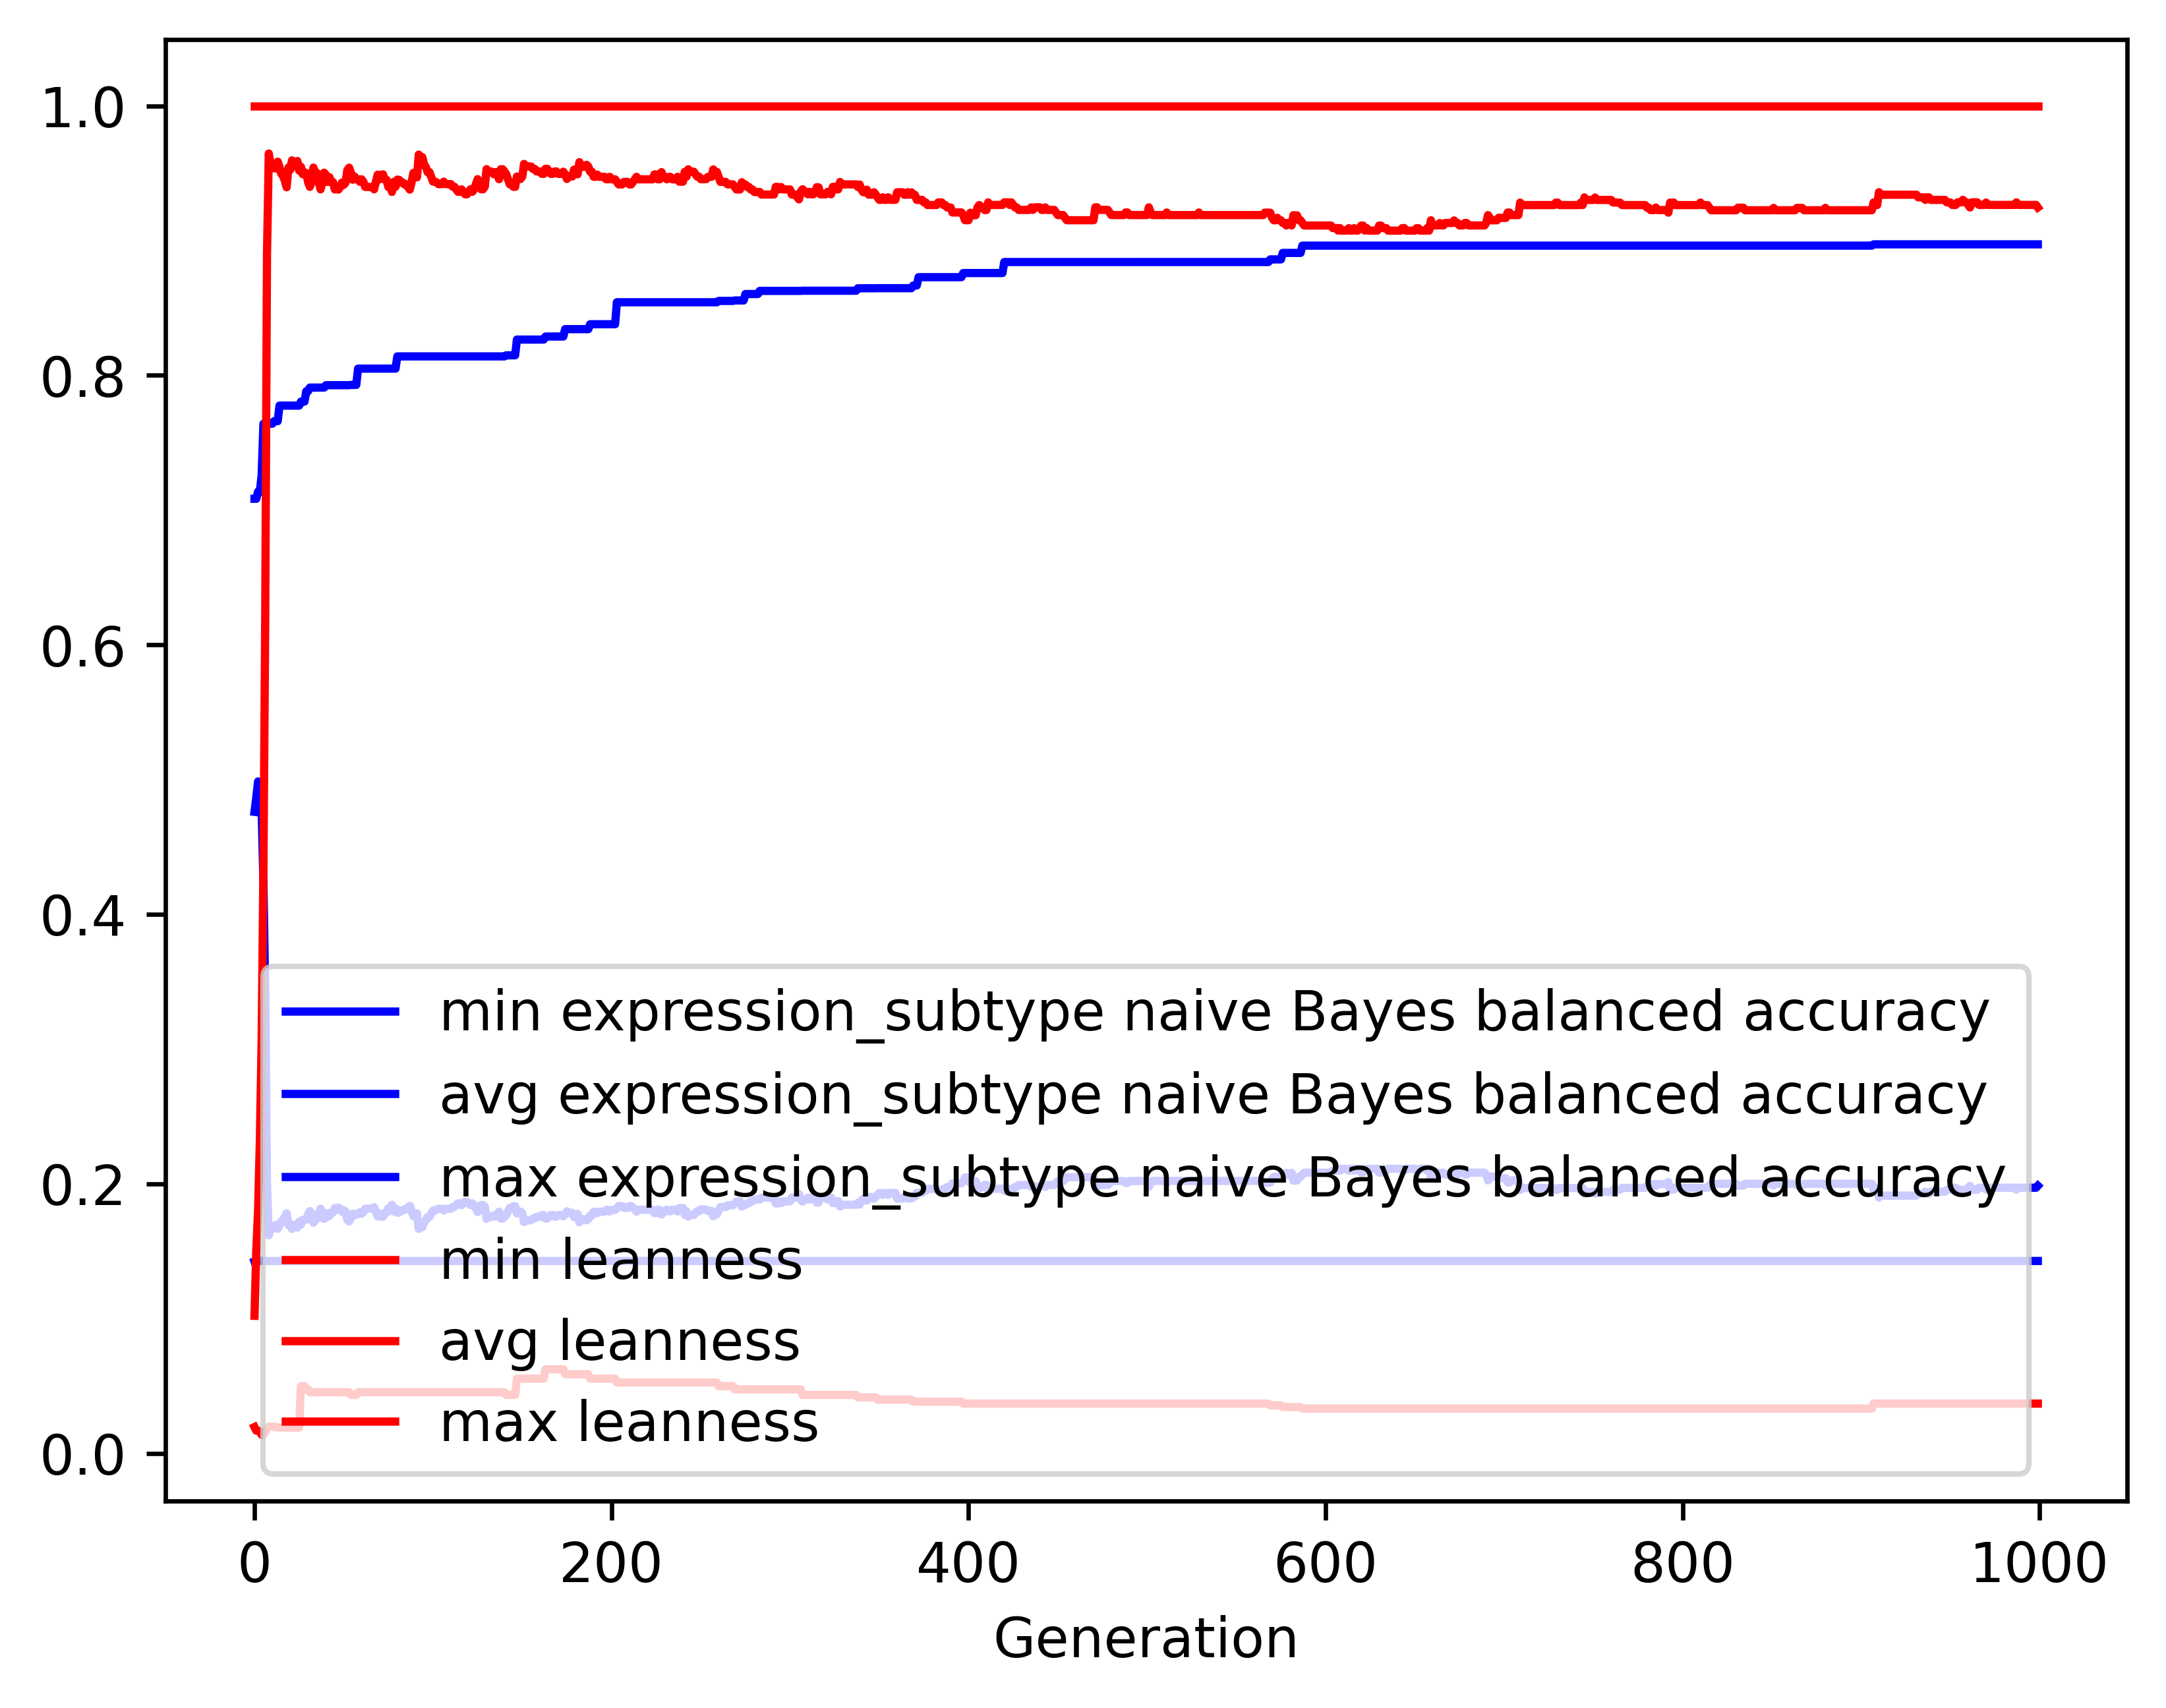 1.0
0.8
0.6
0.4
0.2
0.0
min expression_subtype naive Bayes balanced accuracy
avg expression_subtype naive Bayes balanced accuracy
max expression_subtype naive Bayes balanced accuracy
min leanness
avg leanness
max leanness
0 200 400 600 800 1000
Generation